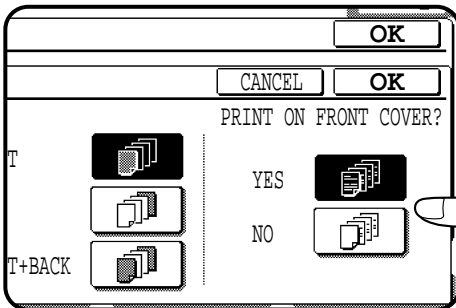 OK
CANCEL OK
PRINT ON FRONT COVER?
T
YES
NO
T+BACK